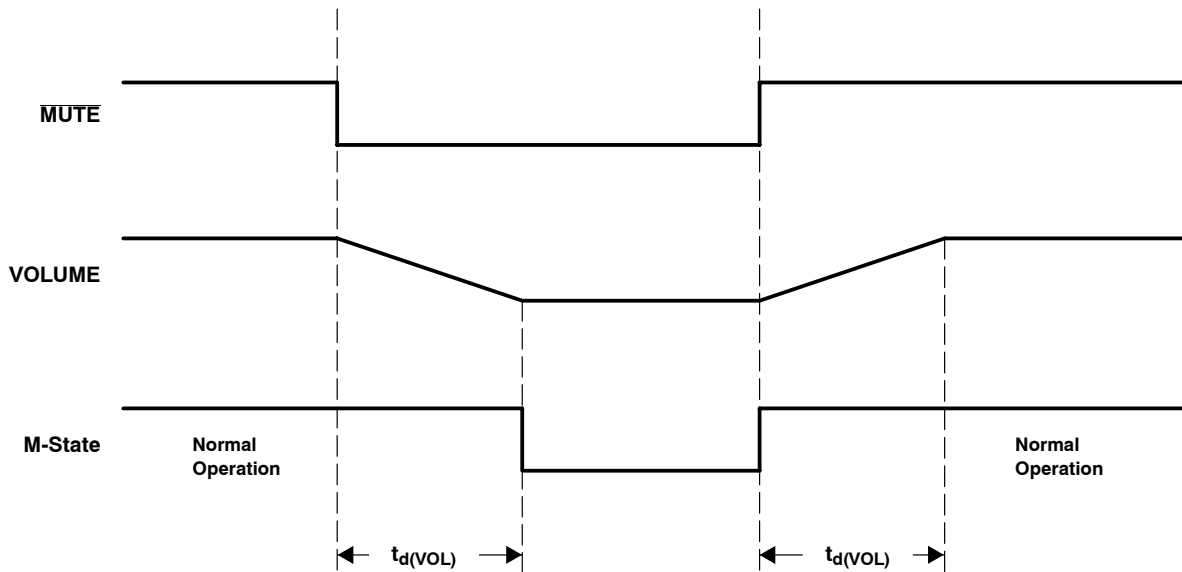 MUTE
VOLUME
M-State
Normal
Operation
Normal
Operation
td(VOL)
td(VOL)